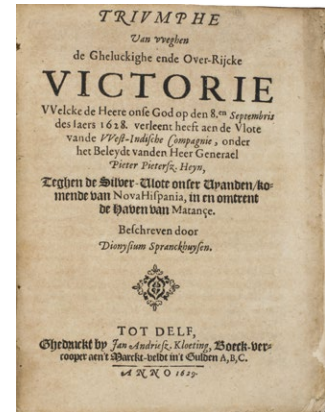 TRIVMPHE
Van vveghen
de Gheluckighe ende Over-Rijcke
VICTORIE
VVelcke de Heere onse God op den 8.en Septembris
des Iaers 1628. verleent heeft aen de Vlote
vande VVest-Indische Compagnie, onder
het Beleydt vanden Heer Generael
Pieter Pietersz. Heyn,
Teghen de Silver-Vlote onser Vyanden/ko-
mende van Nova Hispania, in en omtrent
de Haven van Matançe.
Beschreven door
Dionysium Spranckhuysen.
TOT DELF,
Ghedruckt by Jan Andriesz. Kloeting, Boeck-ver-
cooper aen't Marckt-veldt in't Gulden A, B, C.
ANNO